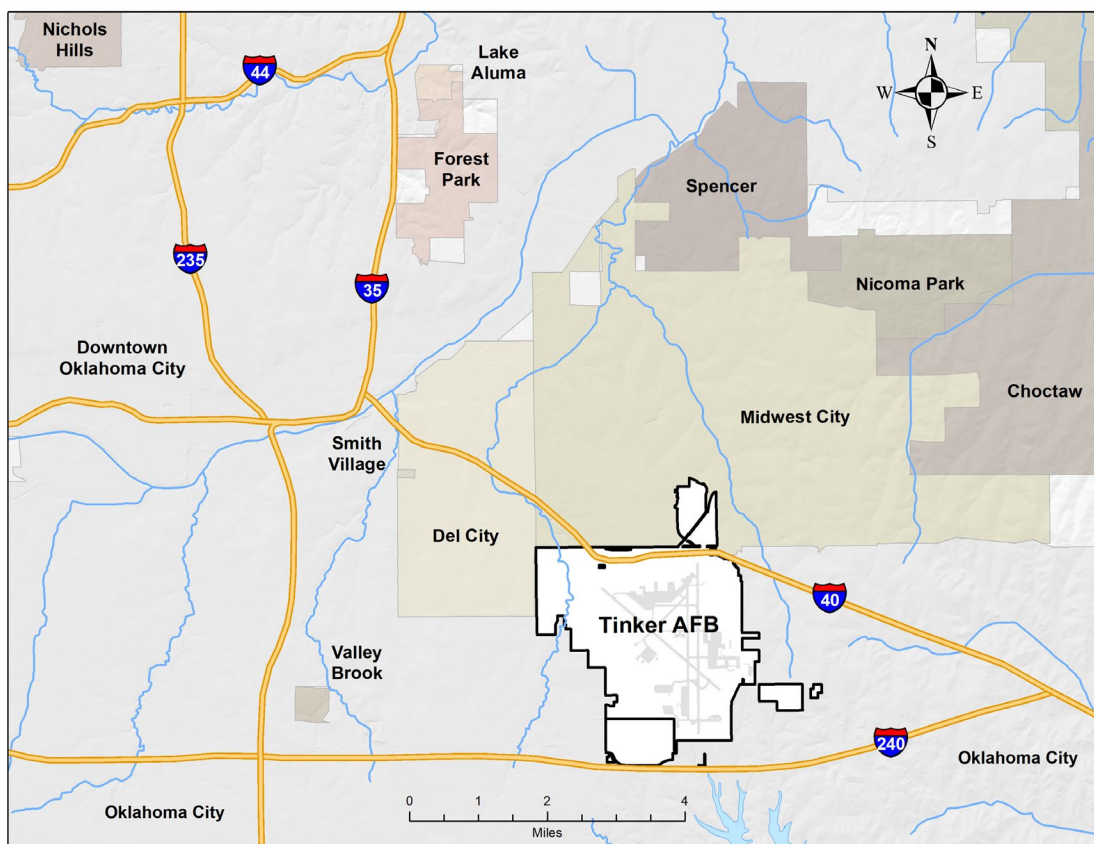 Nichols
Hills
44
Lake
Aluma
N
W
E
S
Forest
Park
Spencer
235
35
Nicoma Park
Downtown
Oklahoma City
Choctaw
Midwest City
Smith
Village
Del City
40
Tinker AFB
Valley
Brook
240
Oklahoma City
Oklahoma City
0 1 2 4
Miles